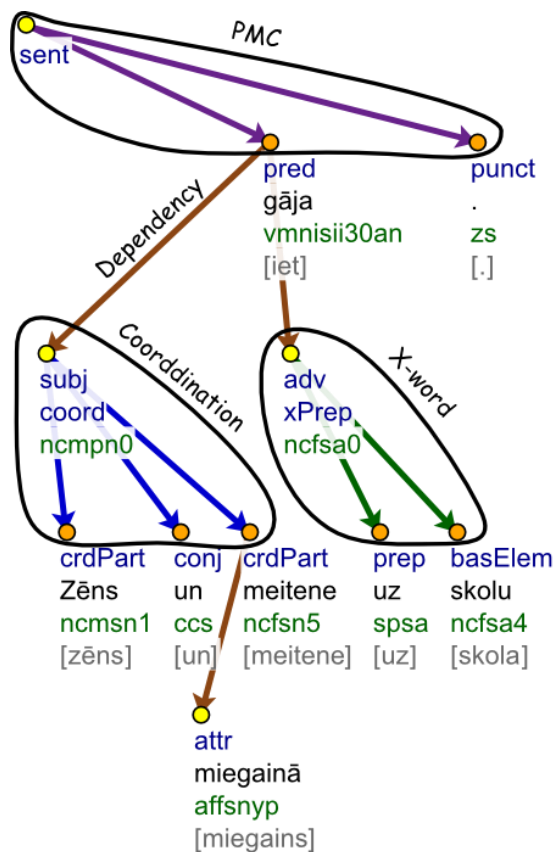 PMC
sent
pred punct
gāja .
vmnisii30an zs
[iet] [.]
Dependency
Coorddination
X-word
subj adv
coord xPrep
ncmpn0 ncfsa0
crdPart conj crdPart prep basElem
Zēns un meitene uz skolu
ncmsn1 ccs ncfsn5 spsa ncfsa4
[zēns] [un] [meitene] [uz] [skola]
attr
miegainā
affsnyp
[miegains]